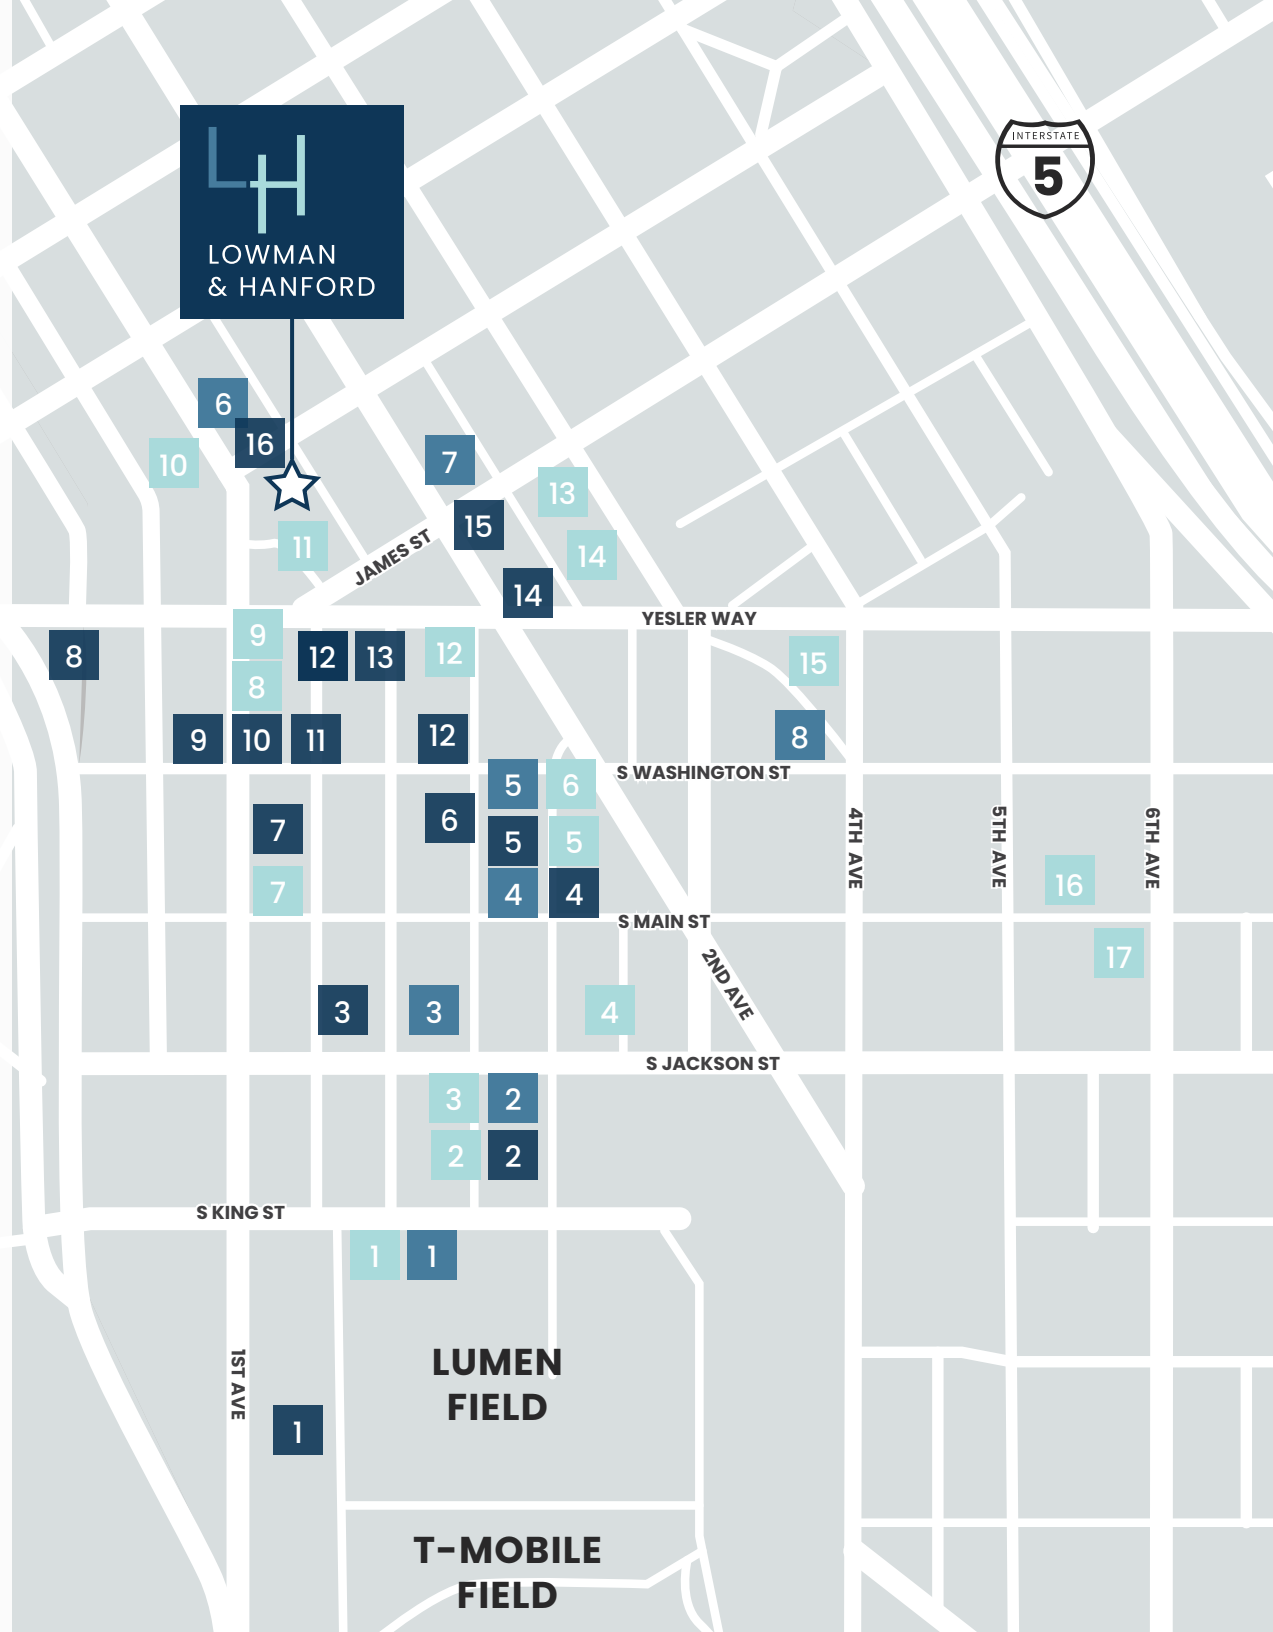 INTERSTATE
5
LH
LOWMAN
& HANFORD
6
16
10
7
13
15
11
JAMES ST
14
14
YESLER WAY
9
8
12
13
12
15
8
9
10
11
12
8
S WASHINGTON ST
5
6
7
6
5
5
4TH AVE
5TH AVE
6TH AVE
7
4
4
16
S MAIN ST
17
2ND AVE
3
3
4
S JACKSON ST
3
2
2
2
S KING ST
1
1
1ST AVE
LUMEN
FIELD
1
T-MOBILE
FIELD